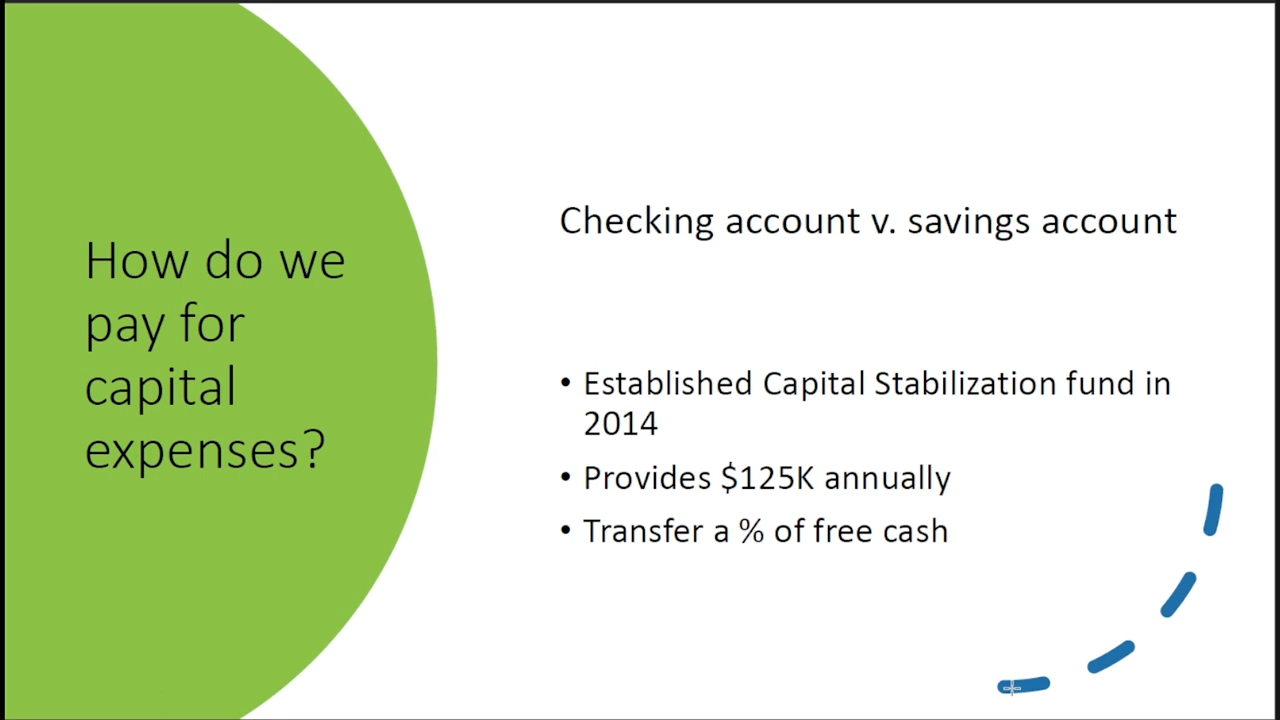 How do we
pay for
capital
expenses?
Checking account v. savings account
• Established Capital Stabilization fund in
2014
• Provides $125K annually
• Transfer a % of free cash